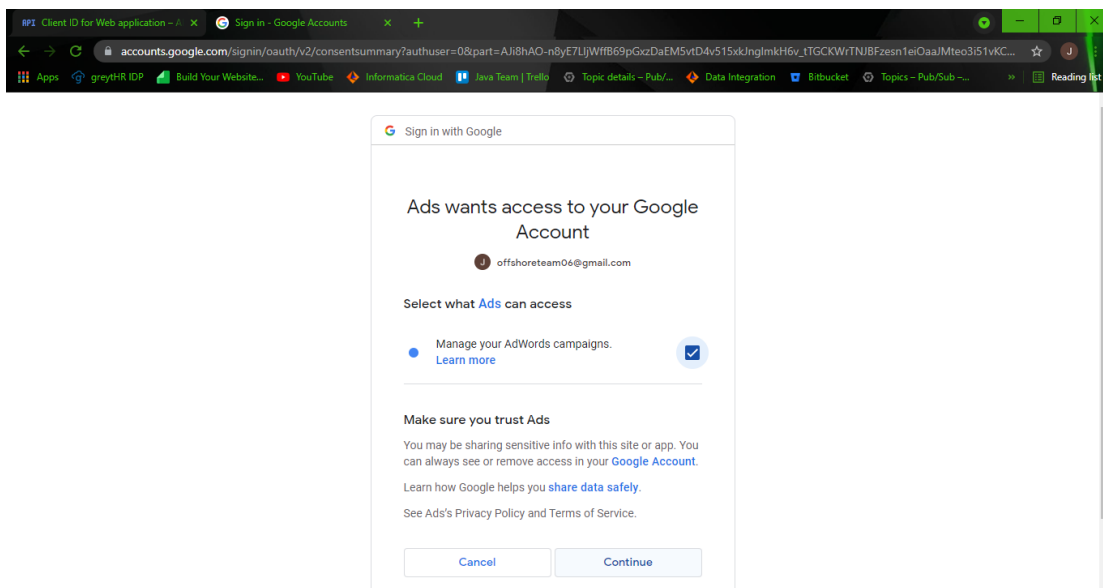 API Client ID for Web application – A
Sign in - Google Accounts
accounts.google.com/signin/oauth/v2/consentsummary?authuser=0&part=AJi8hAO-n8yE7LIjWffB69pGxzDaEM5vtD4v515xkJnglmkH6v_tTGCKWrTNJBFzesn1eiOaaJMteo3i51vKC...
J
Apps greytHR IDP Build Your Website... YouTube Informatica Cloud Java Team | Trello Topic details – Pub/... Data Integration Bitbucket Topics – Pub/Sub –... » Reading list
G Sign in with Google
Ads wants access to your Google
Account
J offshoreteam06@gmail.com
Select what Ads can access
Manage your AdWords campaigns.
Learn more
Make sure you trust Ads
You may be sharing sensitive info with this site or app. You
can always see or remove access in your Google Account.
Learn how Google helps you share data safely.
See Ads's Privacy Policy and Terms of Service.
Cancel Continue